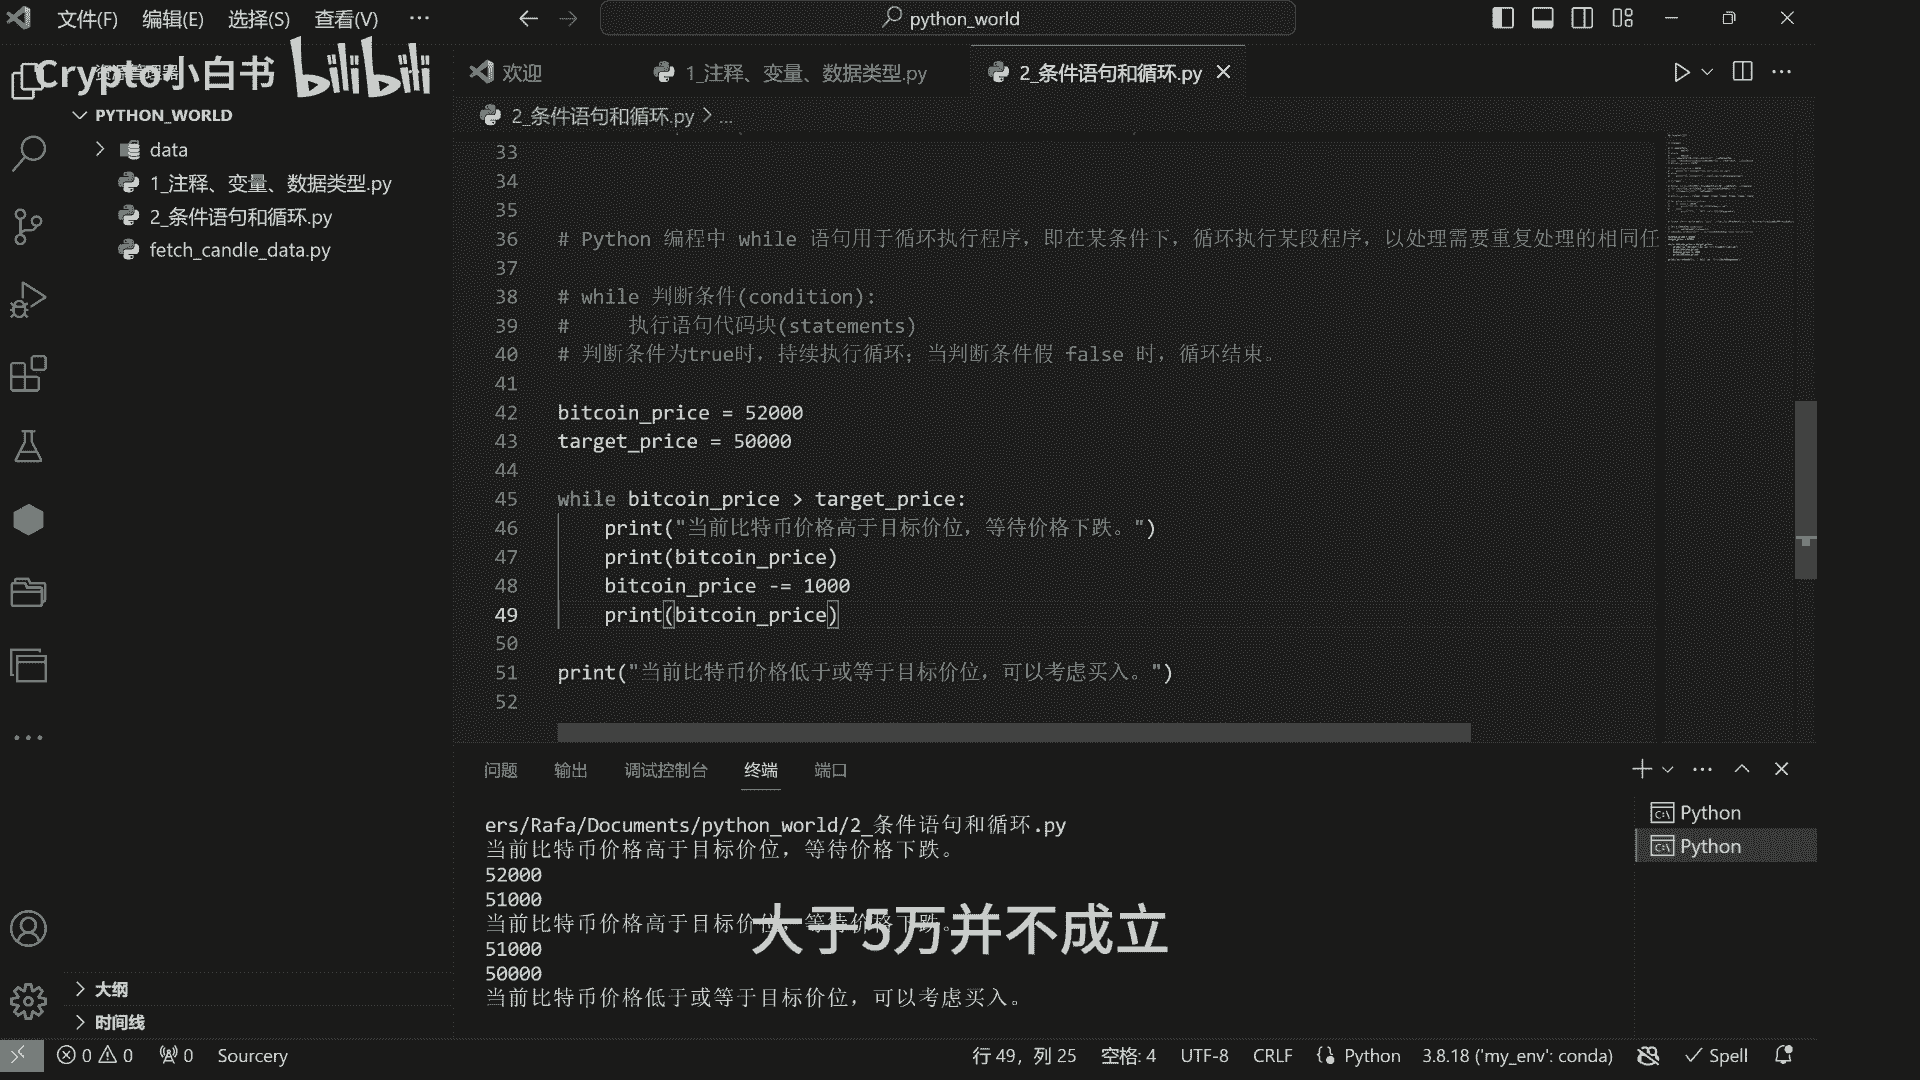 文件(F) 编辑(E) 选择(S) 查看(V) ···
python_world
Crypto小白书 bilibili
欢迎
1_注释、变量、数据类型.py
2_条件语句和循环.py
PYTHON_WORLD
data
1_注释、变量、数据类型.py
2_条件语句和循环.py
fetch_candle_data.py
2_条件语句和循环.py > ...
33
34
35
36 # Python 编程中 while 语句用于循环执行程序，即在某条件下，循环执行某段程序，以处理需要重复处理的相同任
37
38 # while 判断条件(condition):
39 #     执行语句代码块(statements)
40 # 判断条件为true时，持续执行循环；当判断条件假 false 时，循环结束。
41
42 bitcoin_price = 52000
43 target_price = 50000
44
45 while bitcoin_price > target_price:
46     print("当前比特币价格高于目标价位，等待价格下跌。")
47     print(bitcoin_price)
48     bitcoin_price -= 1000
49     print(bitcoin_price)
50
51 print("当前比特币价格低于或等于目标价位，可以考虑买入。")
52
问题 输出 调试控制台 终端 端口
ers/Rafa/Documents/python_world/2_条件语句和循环.py
当前比特币价格高于目标价位，等待价格下跌。
52000
51000
当前比特币价格高于目标价位，等待价格下跌。
51000
50000
当前比特币价格低于或等于目标价位，可以考虑买入。
Python
Python
大于5万并不成立
大纲
时间线
0 0 0 Sourcery
行 49，列 25 空格: 4 UTF-8 CRLF Python 3.8.18 ('my_env': conda) Spell